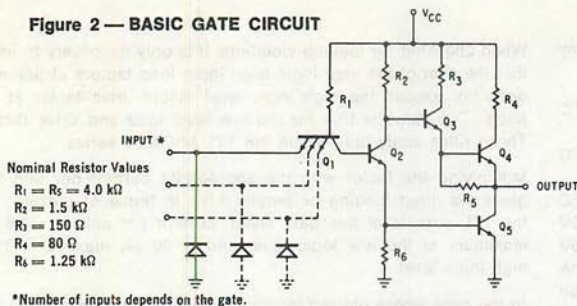 Figure 2 — BASIC GATE CIRCUIT
VCC
R1
R2
R3
R4
INPUT *
Q1
Q2
Q3
Q4
R5
OUTPUT
Q5
R6
Nominal Resistor Values
R1 = R5 = 4.0 kΩ
R2 = 1.5 kΩ
R3 = 150 Ω
R4 = 80 Ω
R6 = 1.25 kΩ
*Number of inputs depends on the gate.